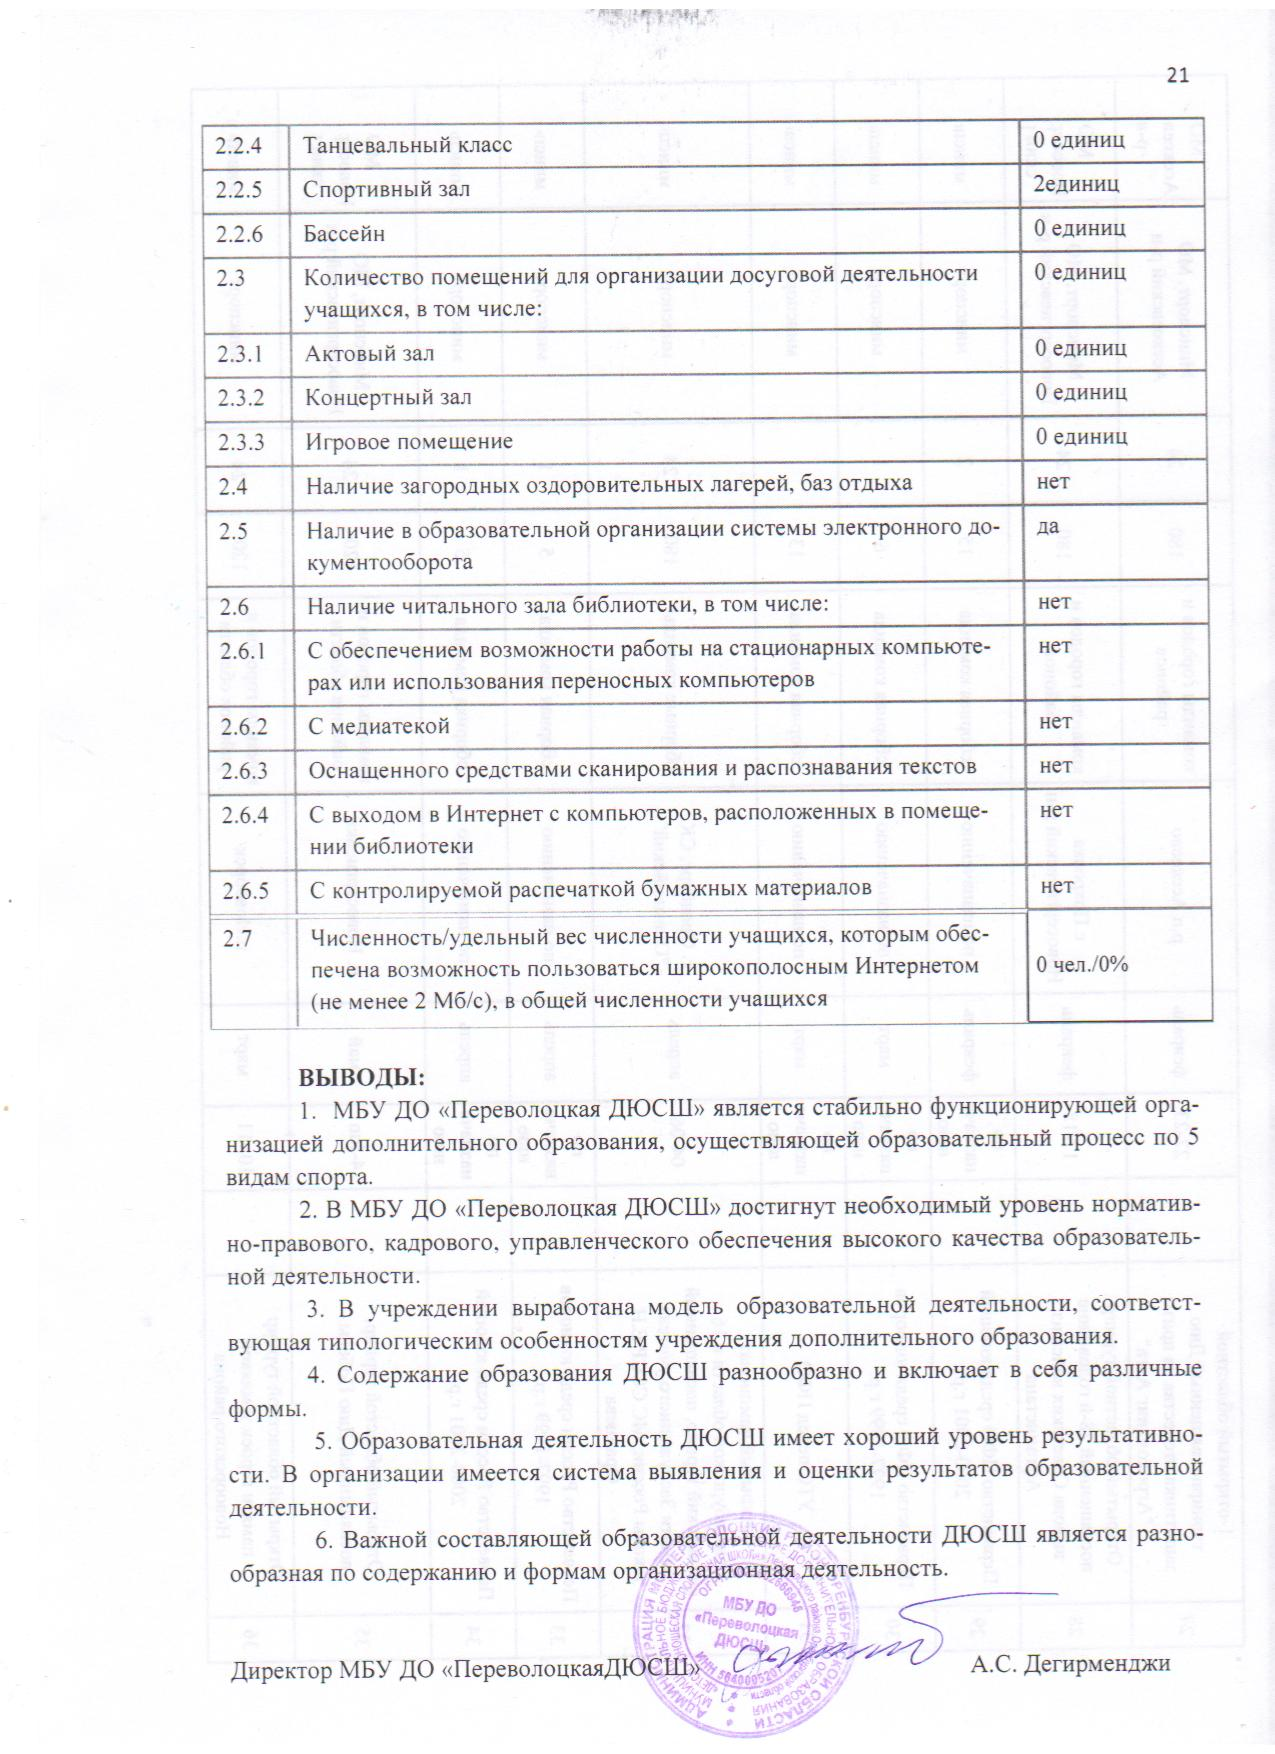 21
2.2.4 Танцевальный класс 0 единиц
2.2.5 Спортивный зал 2единиц
2.2.6 Бассейн 0 единиц
2.3 Количество помещений для организации досуговой деятельности 0 единиц
учащихся, в том числе:
2.3.1 Актовый зал 0 единиц
2.3.2 Концертный зал 0 единиц
2.3.3 Игровое помещение 0 единиц
2.4 Наличие загородных оздоровительных лагерей, баз отдыха нет
2.5 Наличие в образовательной организации системы электронного до- да
кументооборота
2.6 Наличие читального зала библиотеки, в том числе: нет
2.6.1 С обеспечением возможности работы на стационарных компьюте- нет
рах или использования переносных компьютеров
2.6.2 С медиатекой нет
2.6.3 Оснащенного средствами сканирования и распознавания текстов нет
2.6.4 С выходом в Интернет с компьютеров, расположенных в помеще- нет
нии библиотеки
2.6.5 С контролируемой распечаткой бумажных материалов нет
2.7 Численность/удельный вес численности учащихся, которым обес-
печена возможность пользоваться широкополосным Интернетом 0 чел./0%
(не менее 2 Мб/с), в общей численности учащихся
ВЫВОДЫ:
1. МБУ ДО «Переволоцкая ДЮСШ» является стабильно функционирующей орга-
низацией дополнительного образования, осуществляющей образовательный процесс по 5
видам спорта.
2. В МБУ ДО «Переволоцкая ДЮСШ» достигнут необходимый уровень норматив-
но-правового, кадрового, управленческого обеспечения высокого качества образователь-
ной деятельности.
3. В учреждении выработана модель образовательной деятельности, соответст-
вующая типологическим особенностям учреждения дополнительного образования.
4. Содержание образования ДЮСШ разнообразно и включает в себя различные
формы.
5. Образовательная деятельность ДЮСШ имеет хороший уровень результативно-
сти. В организации имеется система выявления и оценки результатов образовательной
деятельности.
6. Важной составляющей образовательной деятельности ДЮСШ является разно-
образная по содержанию и формам организационная деятельность.
МБУ ДО
«Переволоцкая
ДЮСШ»
Директор МБУ ДО «ПереволоцкаяДЮСШ» А.С. Дегирменджи